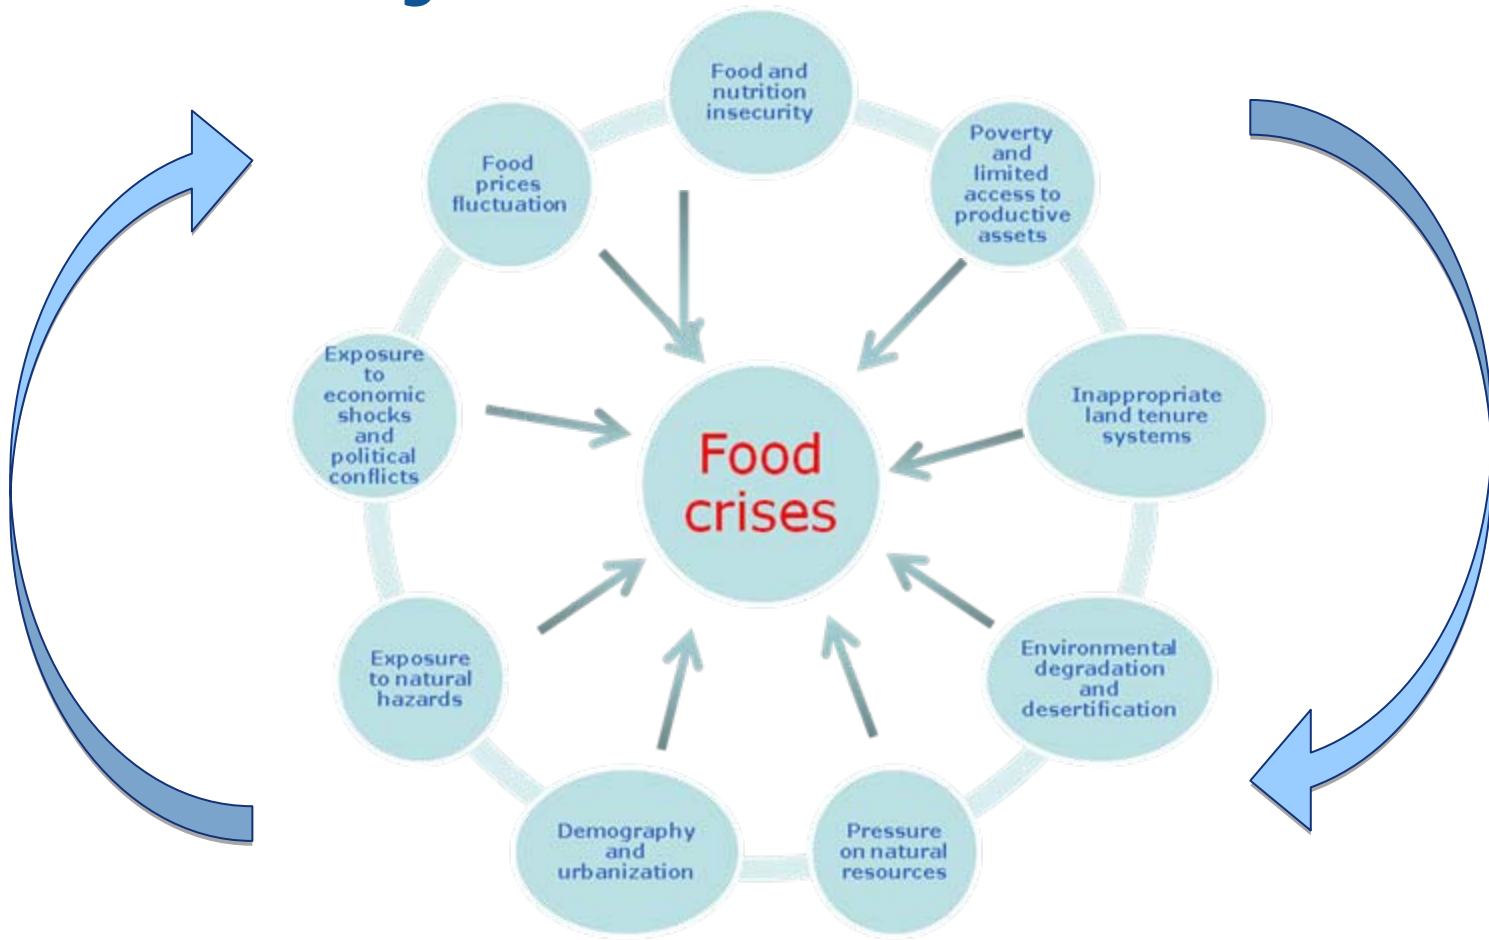 Food and
nutrition
insecurity
Poverty
and
limited
access to
productive
assets
Inappropriate
land tenure
systems
Environmental
degradation
and
desertification
Pressure
on natural
resources
Demography
and
urbanization
Exposure
to natural
hazards
Exposure
to
economic
shocks
and
political
conflicts
Food
prices
fluctuation
Food
crises